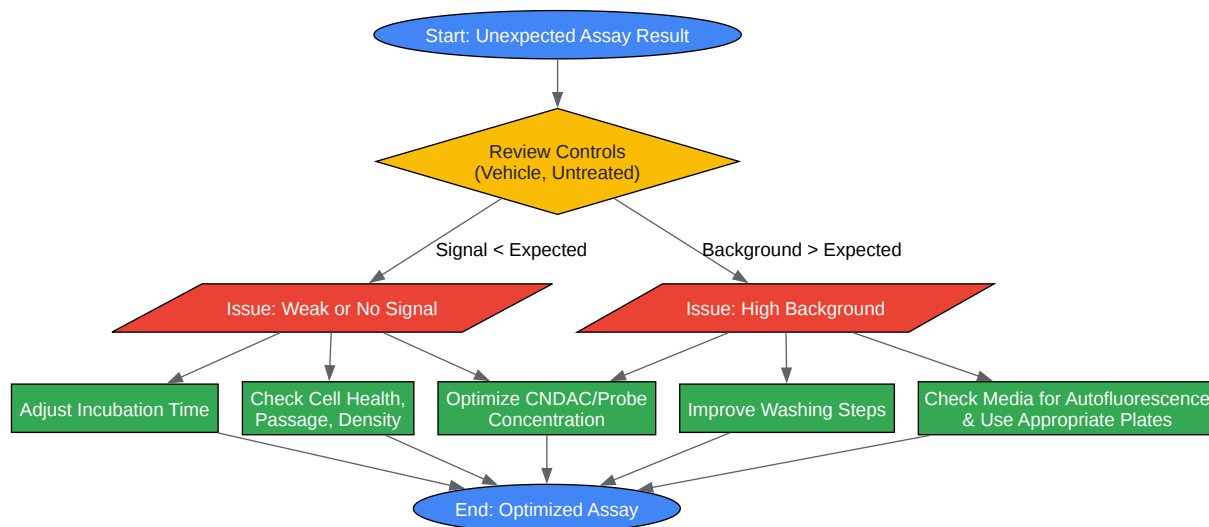 Start: Unexpected Assay Result
Review Controls
(Vehicle, Untreated)
Signal < Expected
Background > Expected
Issue: Weak or No Signal
Issue: High Background
Adjust Incubation Time
Check Cell Health,
Passage, Density
Optimize CNDAC/Probe
Concentration
Improve Washing Steps
Check Media for Autofluorescence
& Use Appropriate Plates
End: Optimized Assay